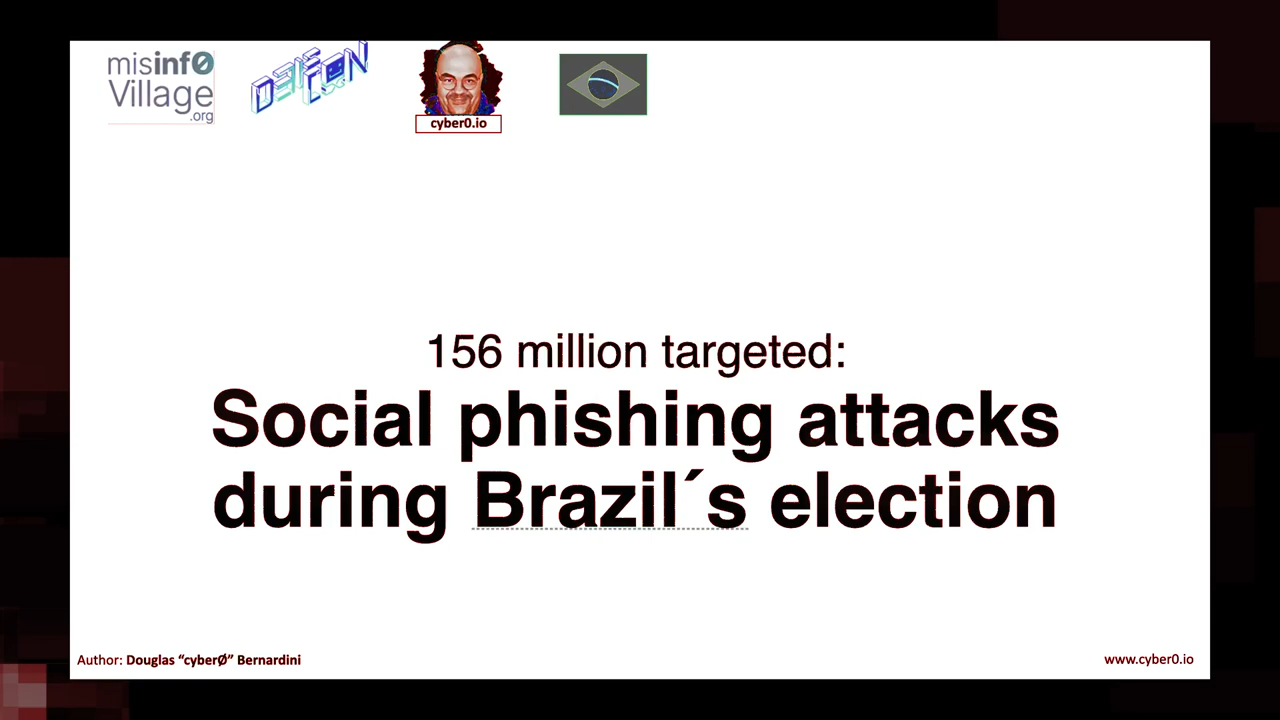 misinfØ
Village
.org
DEF CON
cyber0.io
156 million targeted:
Social phishing attacks
during Brazil´s election
Author: Douglas “cyberØ” Bernardini
www.cyber0.io